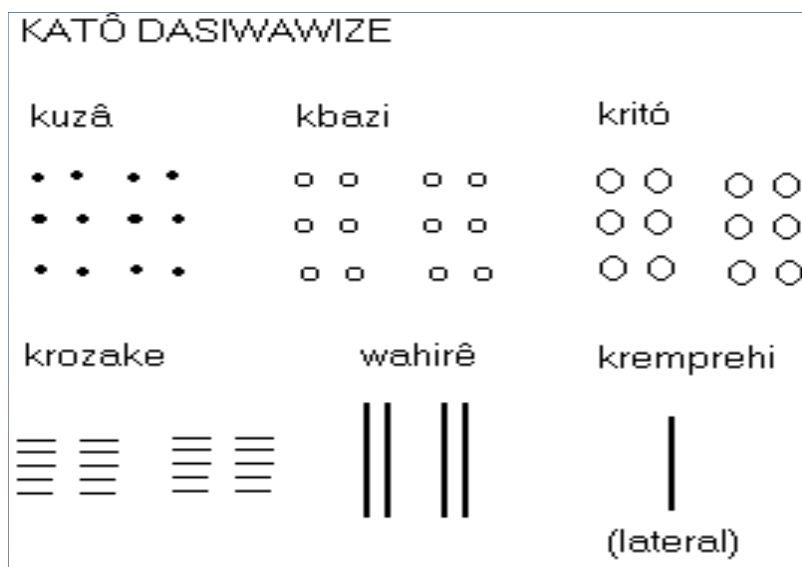 KATÔ DASIWAWIZE
kuzâ kbazi kritó
krozake wahirê kremprehi
(lateral)